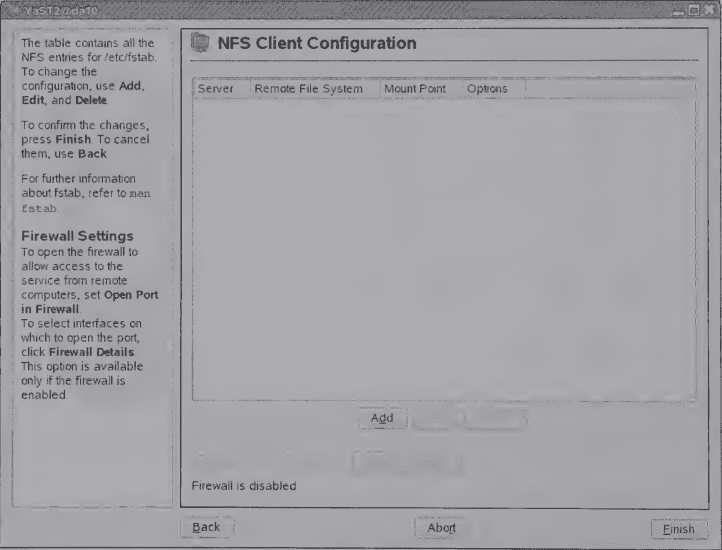 YaST2@da10
The table contains all the
NFS entries for /etc/fstab.
To change the
configuration, use Add,
Edit, and Delete
To confirm the changes,
press Finish. To cancel
them, use Back
For further information
about fstab, refer to man
fstab.
Firewall Settings
To open the firewall to
allow access to the
service from remote
computers, set Open Port
in Firewall.
To select interfaces on
which to open the port,
click Firewall Details.
This option is available
only if the firewall is
enabled.
NFS Client Configuration
Server Remote File System Mount Point Options
Add
Firewall is disabled
Back Abort Finish